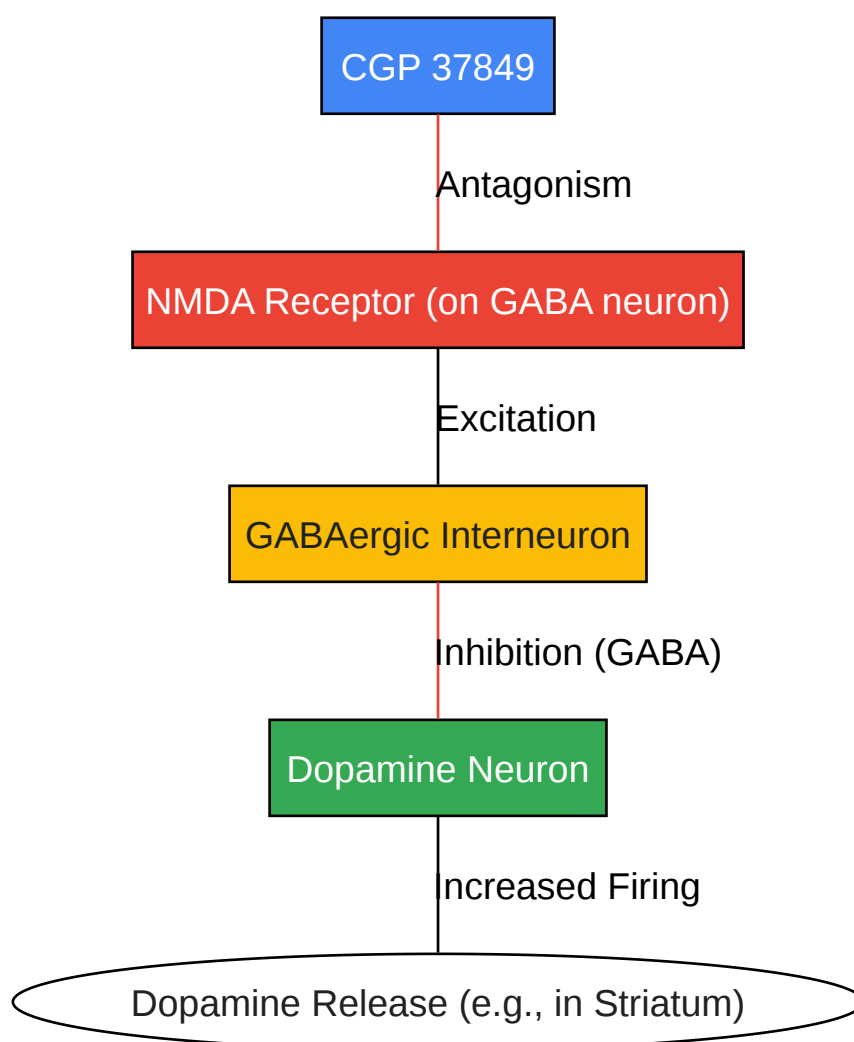 CGP 37849
Antagonism
NMDA Receptor (on GABA neuron)
Excitation
GABAergic Interneuron
Inhibition (GABA)
Dopamine Neuron
Increased Firing
Dopamine Release (e.g., in Striatum)